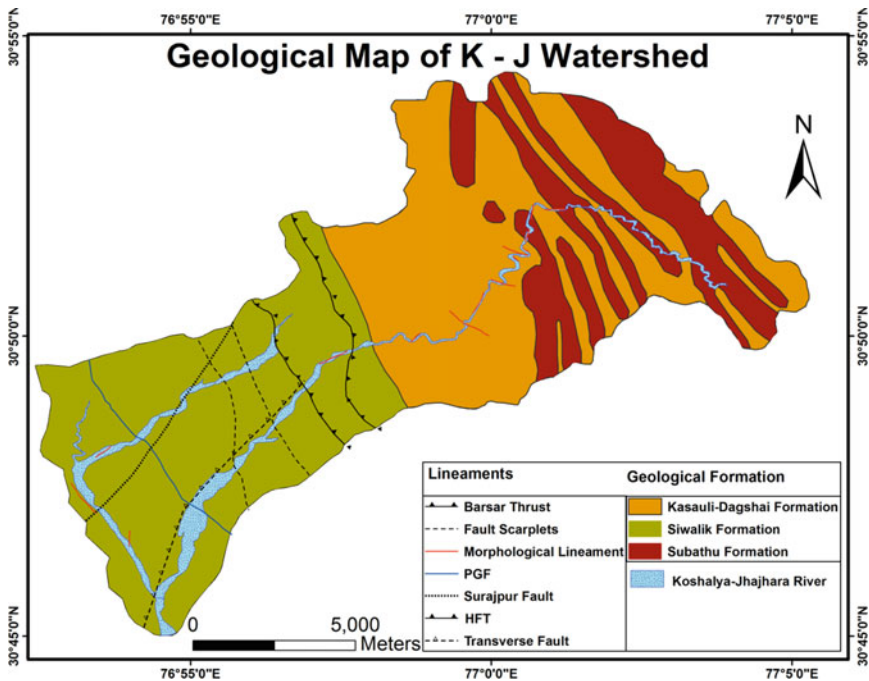 76°55'0"E 77°0'0"E 77°5'0"E
30°55'0"N 30°55'0"N
Geological Map of K - J Watershed
N
30°50'0"N 30°50'0"N
Lineaments
Barsar Thrust
Fault Scarplets
Morphological Lineament
PGF
Surajpur Fault
HFT
Transverse Fault
Geological Formation
Kasauli-Dagshai Formation
Siwalik Formation
Subathu Formation
Koshalya-Jhajhara River
0 5,000
Meters
30°45'0"N 30°45'0"N
76°55'0"E 77°0'0"E 77°5'0"E